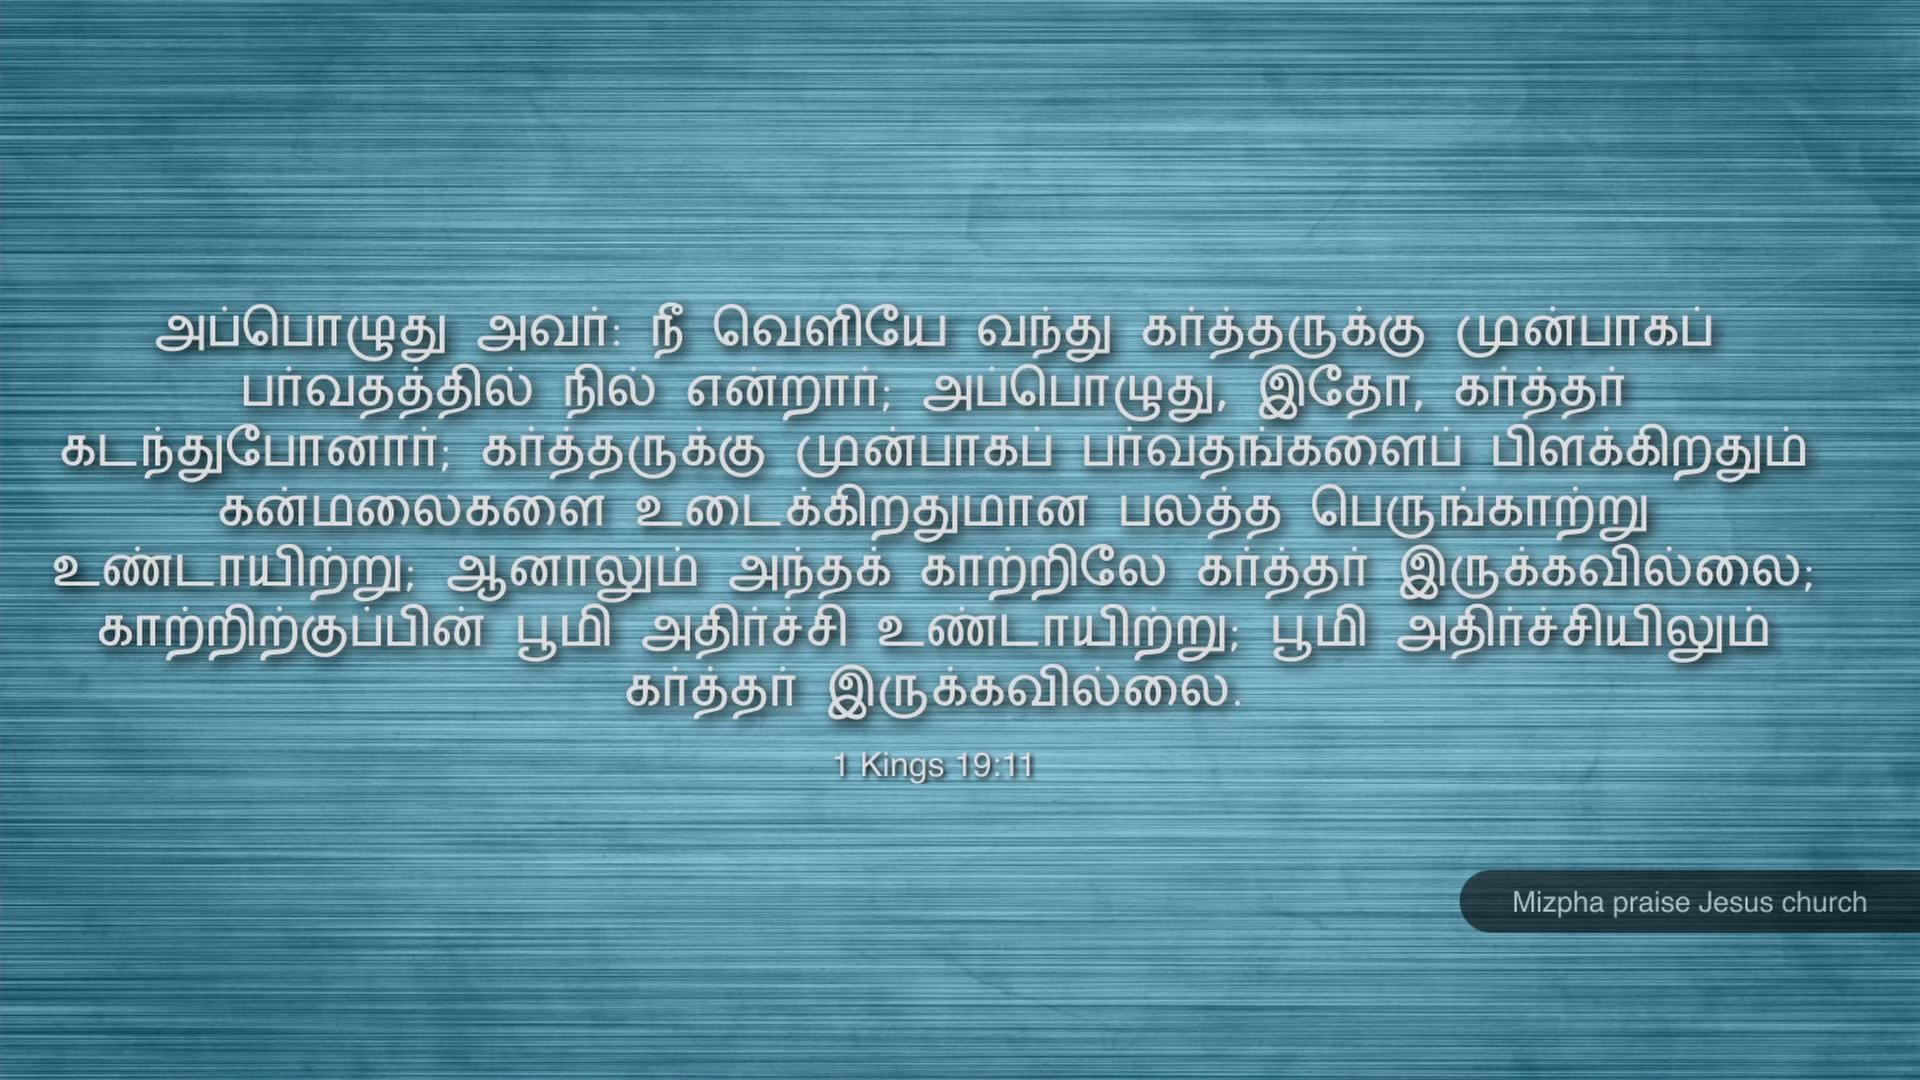 அப்பொழுது அவர்: நீ வெளியே வந்து கர்த்தருக்கு முன்பாகப்
பர்வதத்தில் நில் என்றார்; அப்பொழுது, இதோ, கர்த்தர்
கடந்துபோனார்; கர்த்தருக்கு முன்பாகப் பர்வதங்களைப் பிளக்கிறதும்
கன்மலைகளை உடைக்கிறதுமான பலத்த பெருங்காற்று
உண்டாயிற்று; ஆனாலும் அந்தக் காற்றிலே கர்த்தர் இருக்கவில்லை;
காற்றிற்குப்பின் பூமி அதிர்ச்சி உண்டாயிற்று; பூமி அதிர்ச்சியிலும்
கர்த்தர் இருக்கவில்லை.
1 Kings 19:11
Mizpha praise Jesus church